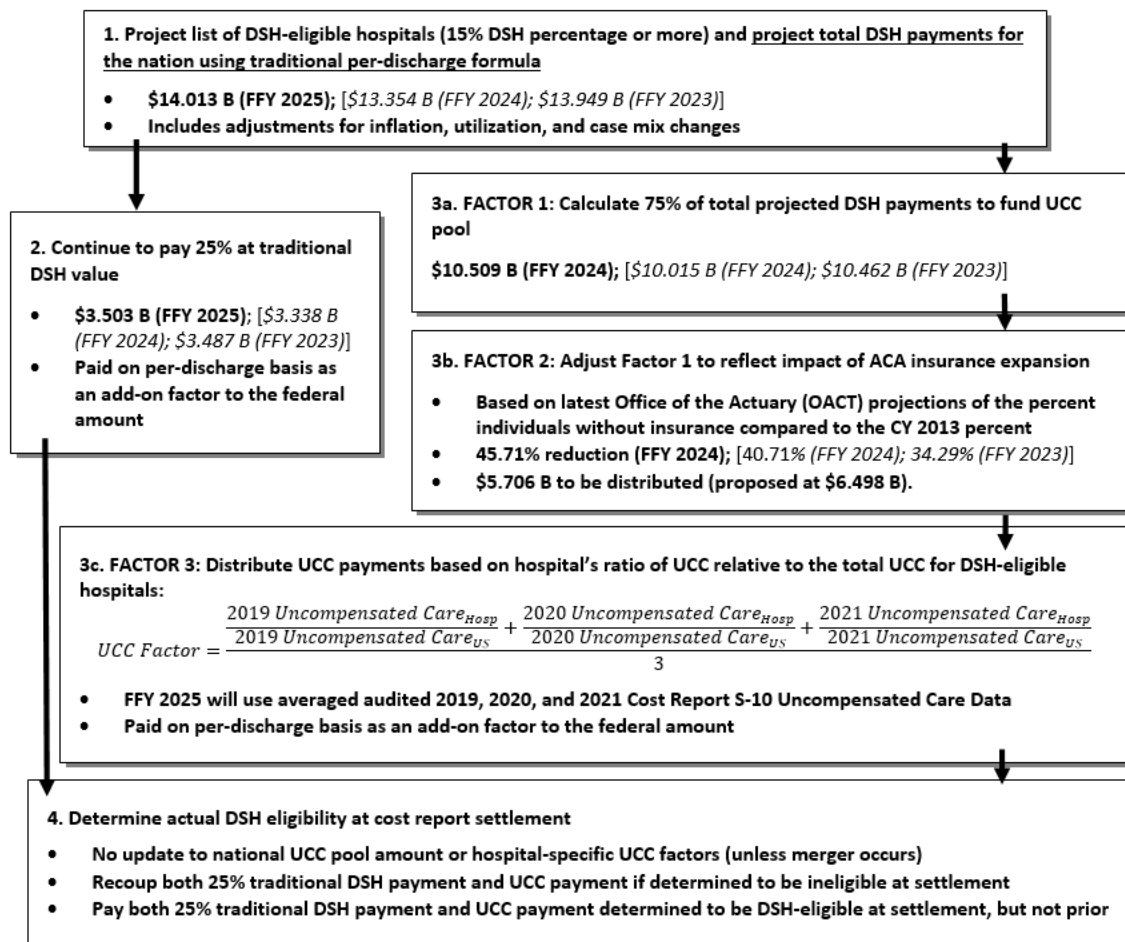 1. Project list of DSH-eligible hospitals (15% DSH percentage or more) and project total DSH payments for
the nation using traditional per-discharge formula
• $14.013 B (FFY 2025); [$13.354 B (FFY 2024); $13.949 B (FFY 2023)]
• Includes adjustments for inflation, utilization, and case mix changes
2. Continue to pay 25% at traditional
DSH value
• $3.503 B (FFY 2025); [$3.338 B
(FFY 2024); $3.487 B (FFY 2023)]
• Paid on per-discharge basis as
an add-on factor to the federal
amount
3a. FACTOR 1: Calculate 75% of total projected DSH payments to fund UCC
pool
$10.509 B (FFY 2024); [$10.015 B (FFY 2024); $10.462 B (FFY 2023)]
3b. FACTOR 2: Adjust Factor 1 to reflect impact of ACA insurance expansion
• Based on latest Office of the Actuary (OACT) projections of the percent
individuals without insurance compared to the CY 2013 percent
• 45.71% reduction (FFY 2024); [40.71% (FFY 2024); 34.29% (FFY 2023)]
• $5.706 B to be distributed (proposed at $6.498 B).
3c. FACTOR 3: Distribute UCC payments based on hospital's ratio of UCC relative to the total UCC for DSH-eligible
hospitals:
2019 Uncompensated Care_Hosp + 2020 Uncompensated Care_Hosp + 2021 Uncompensated Care_Hosp
2019 Uncompensated Care_US 2020 Uncompensated Care_US 2021 Uncompensated Care_US
UCC Factor =
3
• FFY 2025 will use averaged audited 2019, 2020, and 2021 Cost Report S-10 Uncompensated Care Data
• Paid on per-discharge basis as an add-on factor to the federal amount
4. Determine actual DSH eligibility at cost report settlement
• No update to national UCC pool amount or hospital-specific UCC factors (unless merger occurs)
• Recoup both 25% traditional DSH payment and UCC payment if determined to be ineligible at settlement
• Pay both 25% traditional DSH payment and UCC payment determined to be DSH-eligible at settlement, but not prior